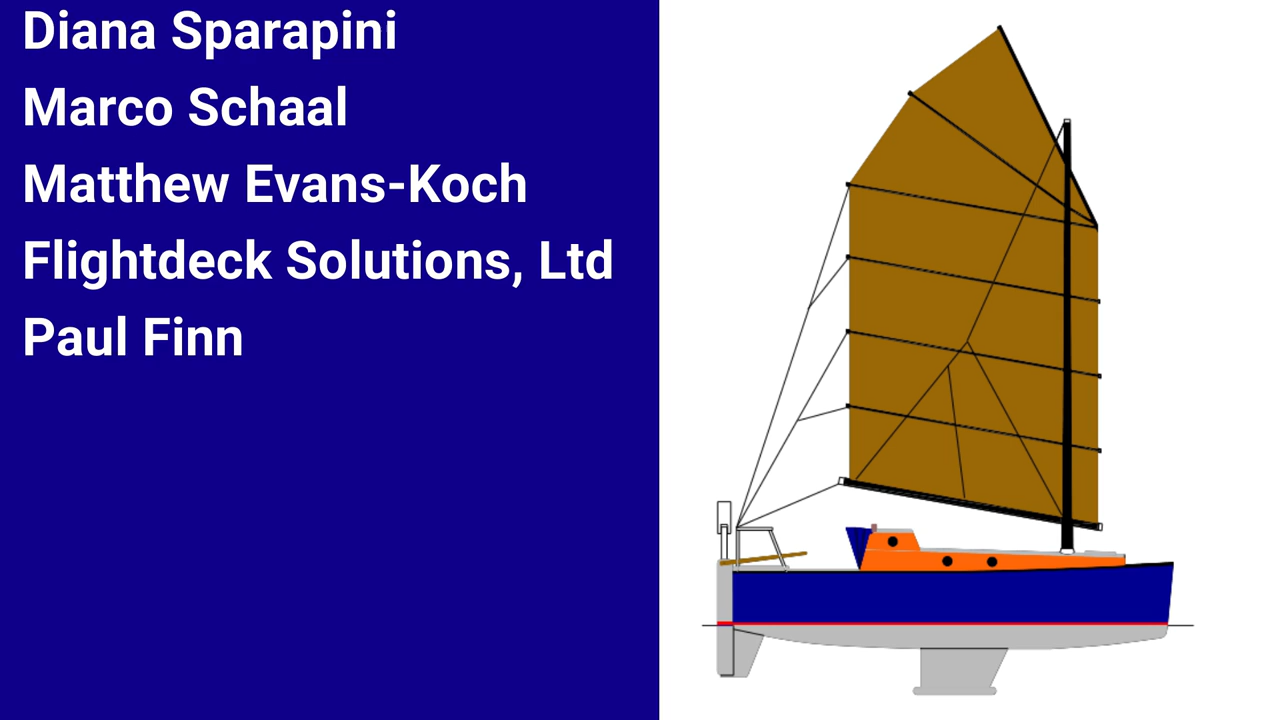 Diana Sparapini
Marco Schaal
Matthew Evans-Koch
Flightdeck Solutions, Ltd
Paul Finn